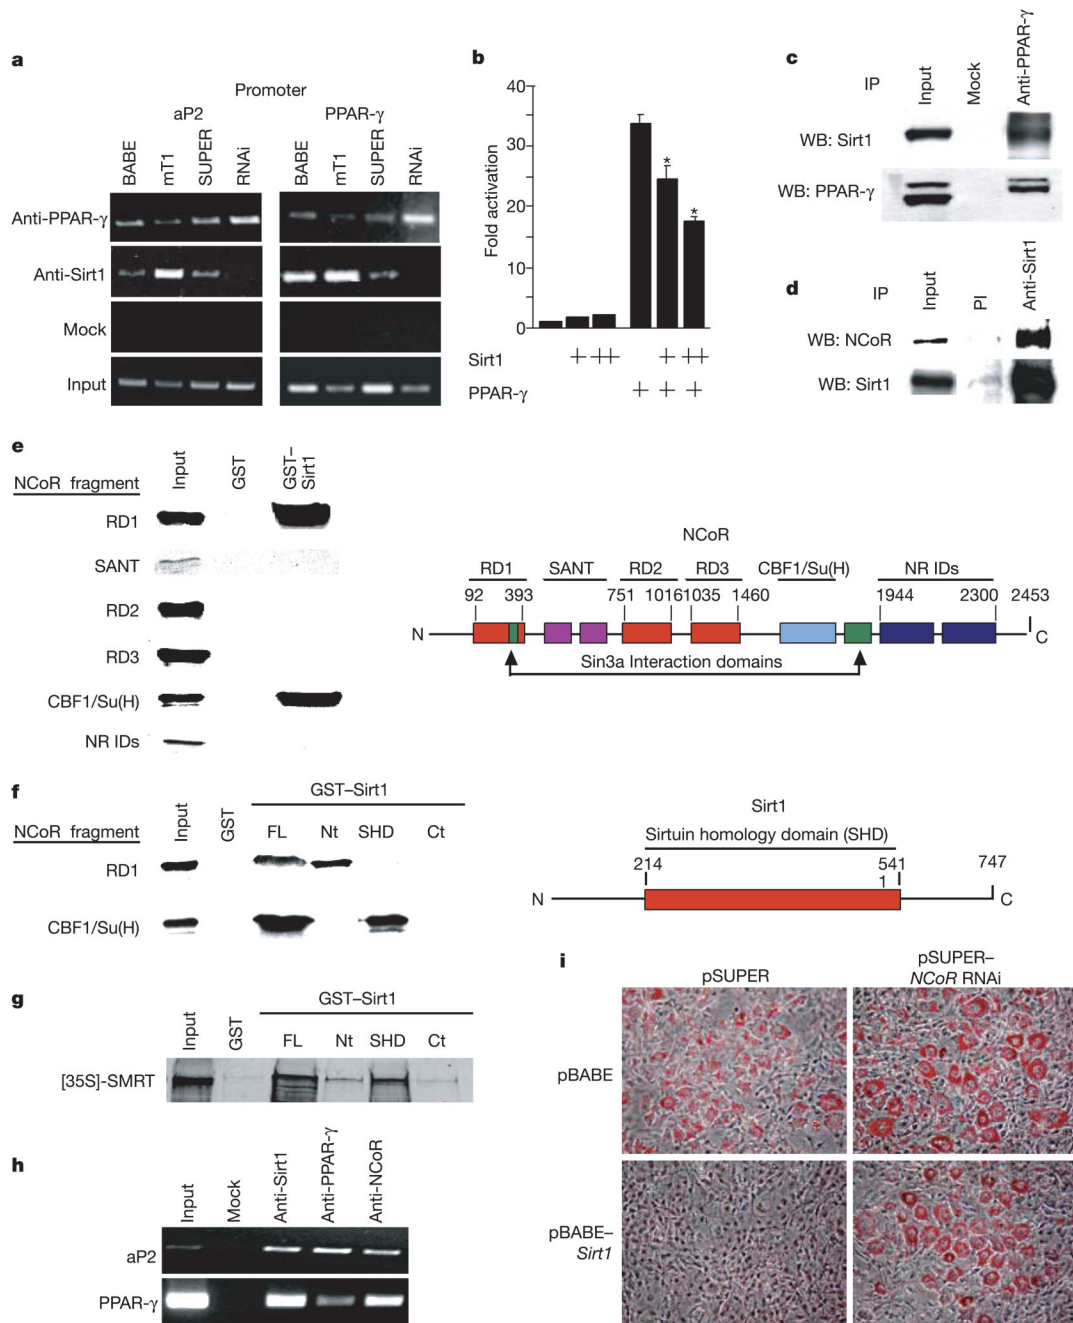 a
Promoter
aP2 PPAR-γ
BABE mT1 SUPER RNAi BABE mT1 SUPER RNAi
Anti-PPAR-γ
Anti-Sirt1
Mock
Input
b
40
30
20
10
0
Fold activation
* *
Sirt1 + ++ + ++
PPAR-γ + + +
c
IP Input Mock Anti-PPAR-γ
WB: Sirt1
WB: PPAR-γ
d
IP Input PI Anti-Sirt1
WB: NCoR
WB: Sirt1
e
NCoR fragment Input GST GST–Sirt1
RD1
SANT
RD2
RD3
CBF1/Su(H)
NR IDs
NCoR
RD1 SANT RD2 RD3 CBF1/Su(H) NR IDs
92 393 751 1016 1035 1460 1944 2300 2453
N C
Sin3a Interaction domains
f
GST–Sirt1
NCoR fragment Input GST FL Nt SHD Ct
RD1
CBF1/Su(H)
Sirt1
Sirtuin homology domain (SHD)
214 541 747
1
N C
g
GST–Sirt1
Input GST FL Nt SHD Ct
[35S]-SMRT
h
Input Mock Anti-Sirt1 Anti-PPAR-γ Anti-NCoR
aP2
PPAR-γ
i
pSUPER pSUPER–
NCoR RNAi
pBABE
pBABE–
Sirt1